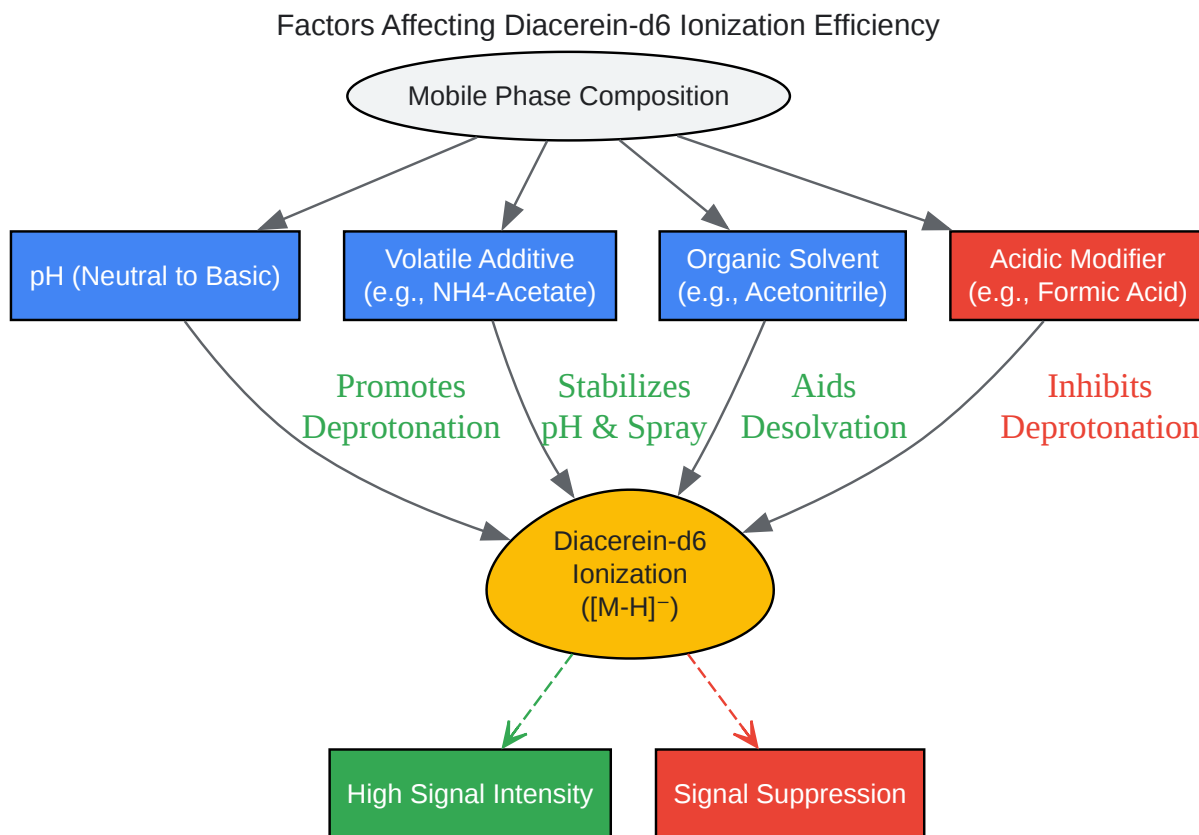 Factors Affecting Diacerein-d6 Ionization Efficiency
Mobile Phase Composition
pH (Neutral to Basic)
Volatile Additive
(e.g., NH4-Acetate)
Organic Solvent
(e.g., Acetonitrile)
Acidic Modifier
(e.g., Formic Acid)
Promotes
Deprotonation
Stabilizes
pH & Spray
Aids
Desolvation
Inhibits
Deprotonation
Diacerein-d6
Ionization
([M-H]⁻)
High Signal Intensity
Signal Suppression